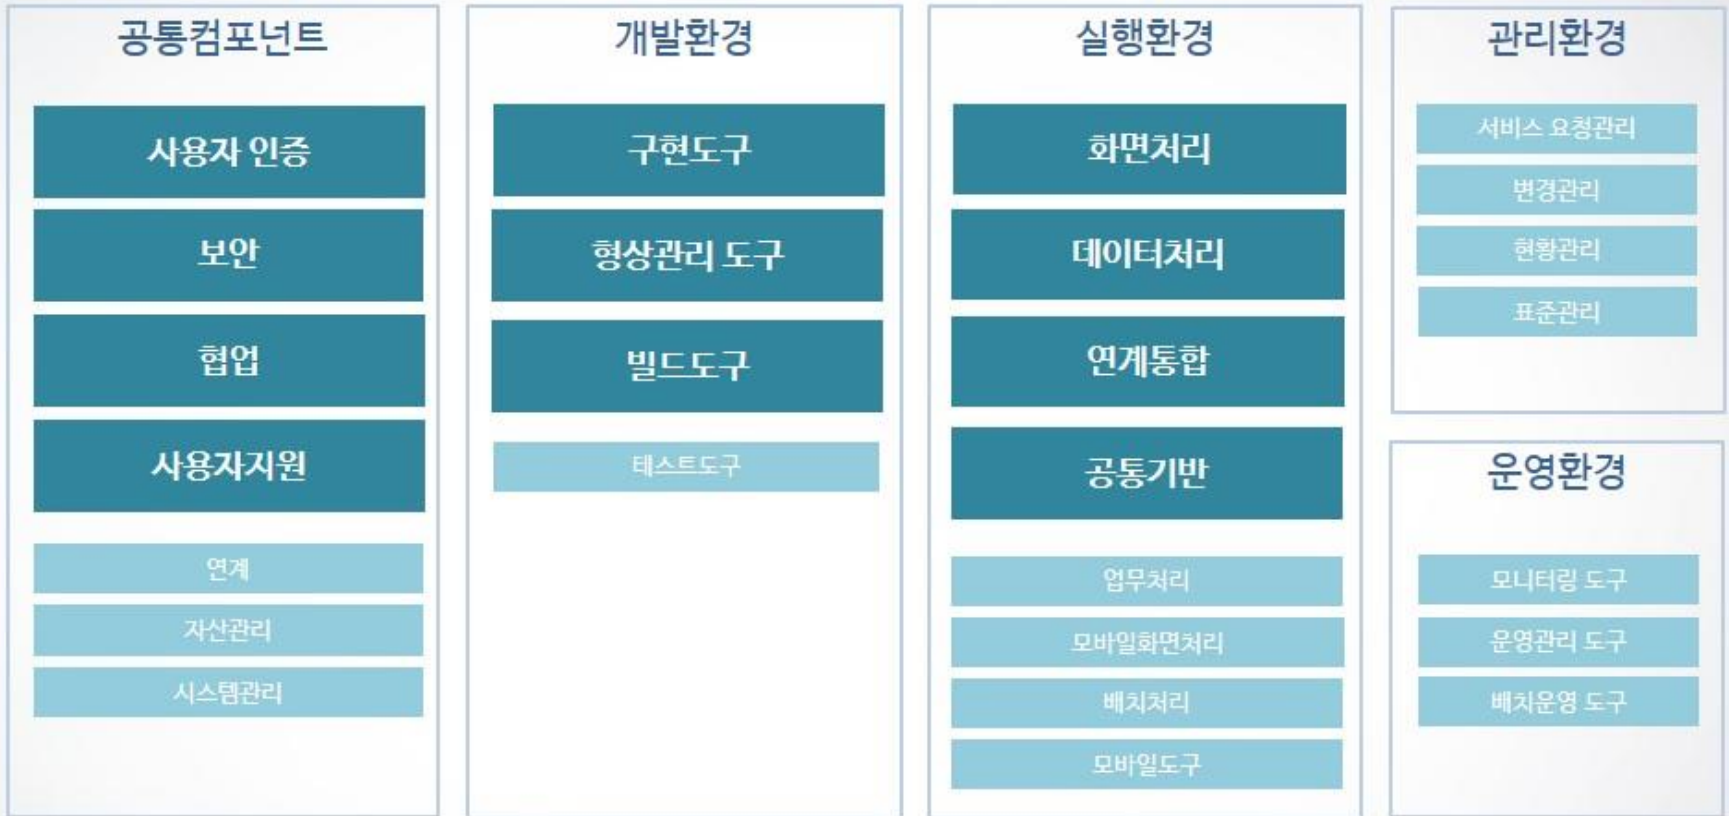 공통컴포넌트
사용자 인증
보안
협업
사용자지원
연계
자산관리
시스템관리
개발환경
구현도구
형상관리 도구
빌드도구
테스트도구
실행환경
화면처리
데이터처리
연계통합
공통기반
업무처리
모바일화면처리
배치처리
모바일도구
관리환경
서비스 요청관리
변경관리
현황관리
표준관리
운영환경
모니터링 도구
운영관리 도구
배치운영 도구